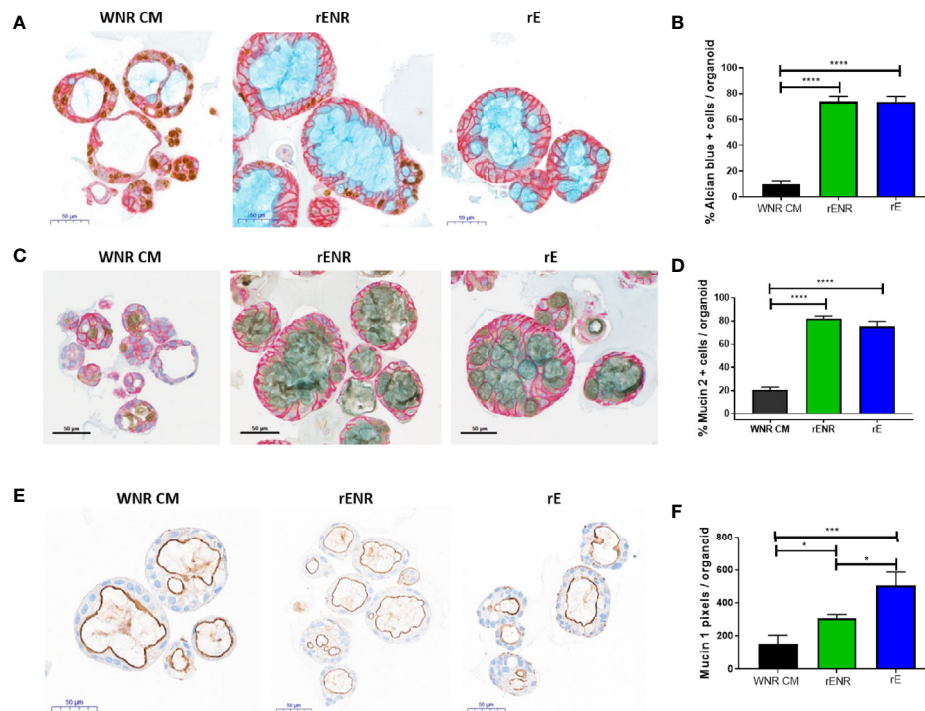 A
WNR CM
rENR
rE
50 µm
50 µm
50 µm
B
% Alcian blue + cells / organoid
100
80
60
40
20
0
****
****
WNR CM
rENR
rE
C
WNR CM
rENR
rE
50 µm
50 µm
50 µm
D
% Mucin 2 + cells / organoid
100
80
60
40
20
0
****
****
WNR CM
rENR
rE
E
WNR CM
rENR
rE
50 µm
50 µm
50 µm
F
Mucin 1 pixels / organoid
800
600
400
200
0
***
*
*
WNR CM
rENR
rE